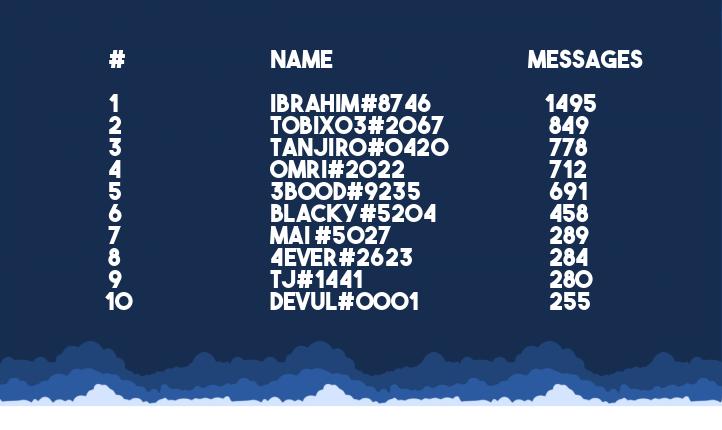 # NAME MESSAGES
1 IBRAHIM#8746 1495
2 TOBIXO3#2067 849
3 TANJIRO#0420 778
4 OMRI#2022 712
5 3BOOD#9235 691
6 BLACKY#5204 458
7 MAI #5027 289
8 4EVER#2623 284
9 TJ#1441 280
10 DEVUL#0001 255